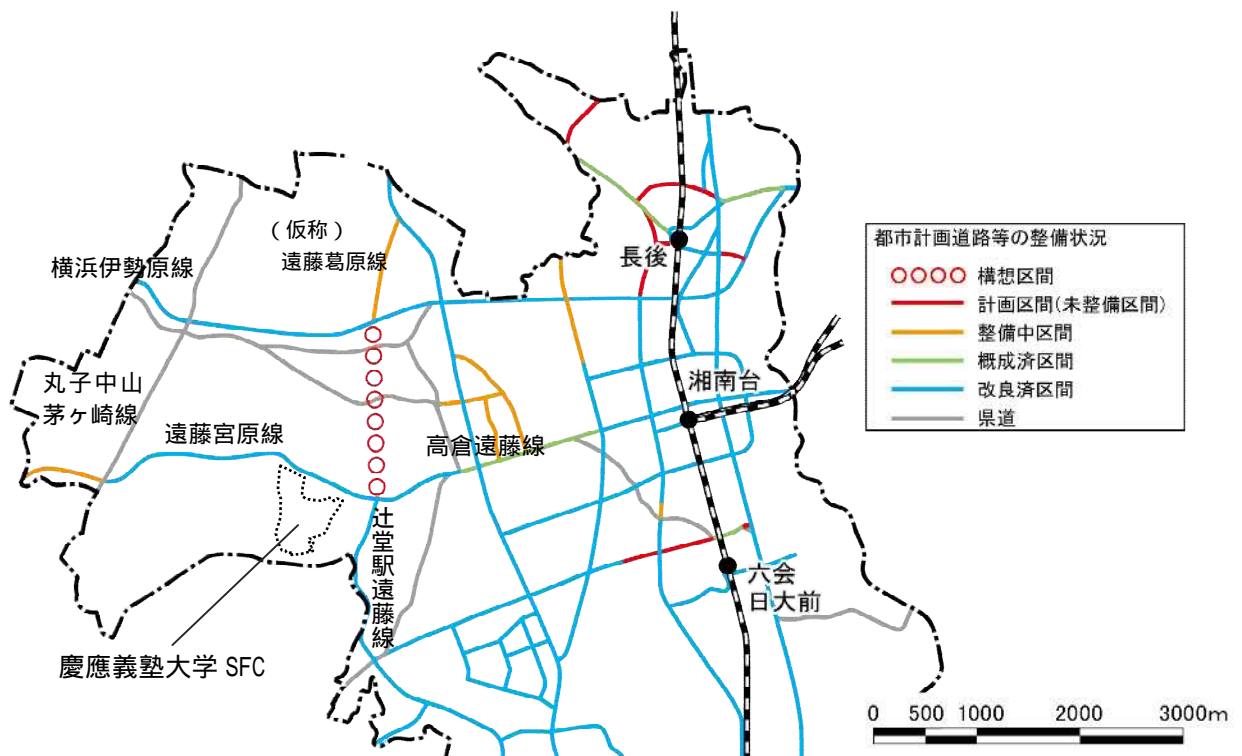 (仮称)
遠藤葛原線
横浜伊勢原線
丸子中山
茅ヶ崎線
遠藤宮原線
高倉遠藤線
辻堂駅遠藤線
慶應義塾大学 SFC
長後
湘南台
六会
日大前
都市計画道路等の整備状況
構想区間
計画区間(未整備区間)
整備中区間
概成済区間
改良済区間
県道
0 500 1000 2000 3000m